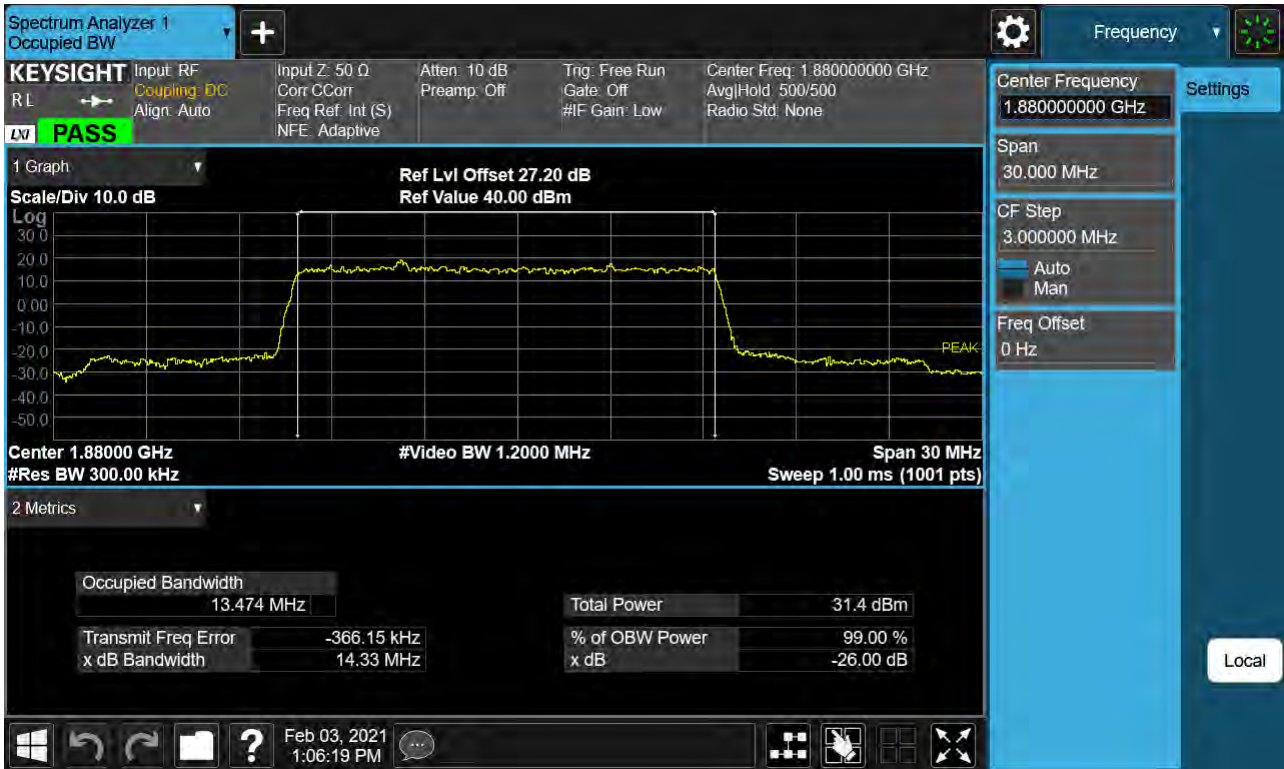 Spectrum Analyzer 1
Occupied BW
+
Frequency
KEYSIGHT
R L
LXI
PASS
Input: RF
Coupling: DC
Align: Auto
Input Z: 50 Ω
Corr CCorr
Freq Ref: Int (S)
NFE: Adaptive
Atten: 10 dB
Preamp: Off
Trig: Free Run
Gate: Off
#IF Gain: Low
Center Freq: 1.880000000 GHz
Avg|Hold: 500/500
Radio Std: None
Center Frequency
1.880000000 GHz
Settings
Span
30.000 MHz
CF Step
3.000000 MHz
Auto
Man
Freq Offset
0 Hz
Local
1 Graph
Scale/Div 10.0 dB
Ref Lvl Offset 27.20 dB
Ref Value 40.00 dBm
Log
30.0
20.0
10.0
0.00
-10.0
-20.0
-30.0
-40.0
-50.0
PEAK
Center 1.88000 GHz
#Video BW 1.2000 MHz
Span 30 MHz
#Res BW 300.00 kHz
Sweep 1.00 ms (1001 pts)
2 Metrics
Occupied Bandwidth
13.474 MHz
Total Power 31.4 dBm
Transmit Freq Error -366.15 kHz
% of OBW Power 99.00 %
x dB Bandwidth 14.33 MHz
x dB -26.00 dB
?
Feb 03, 2021
1:06:19 PM